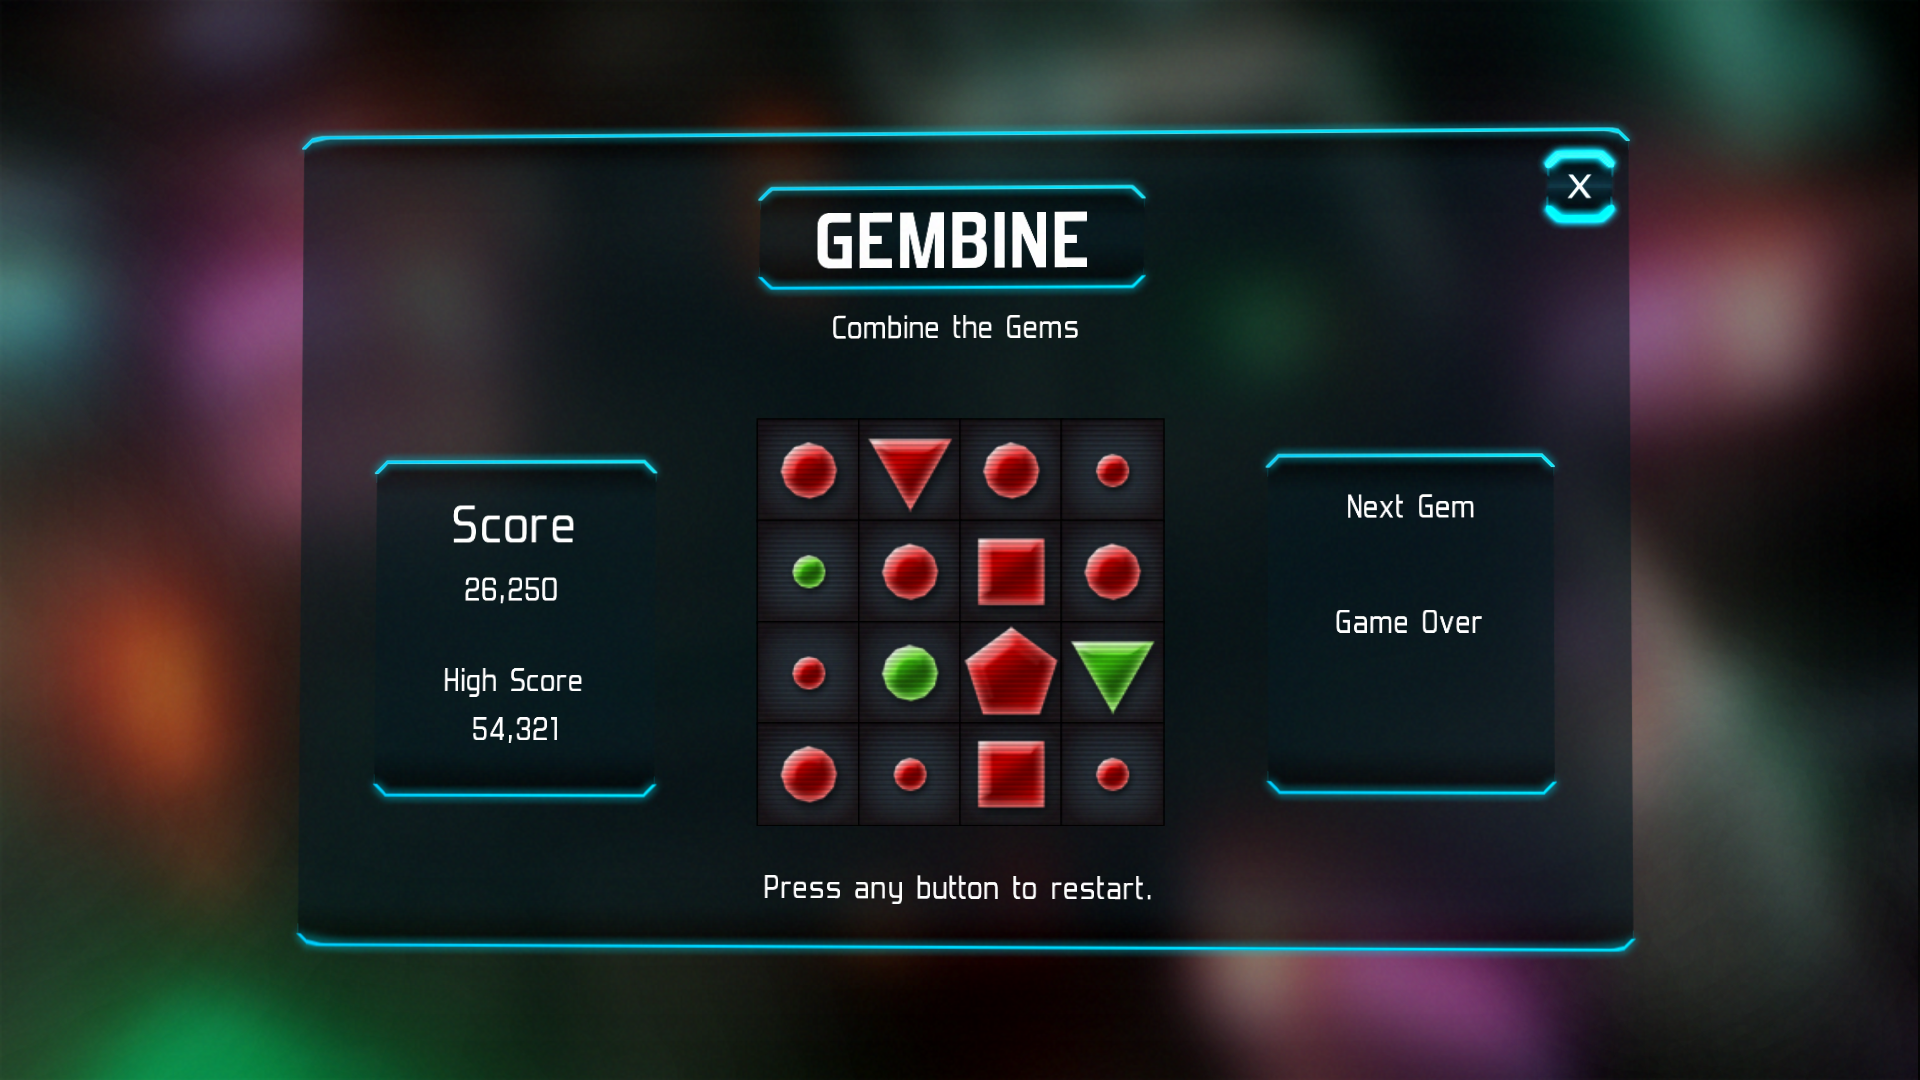 X
GEMBINE
Combine the Gems
Score
26,250
High Score
54,321
Next Gem
Game Over
Press any button to restart.